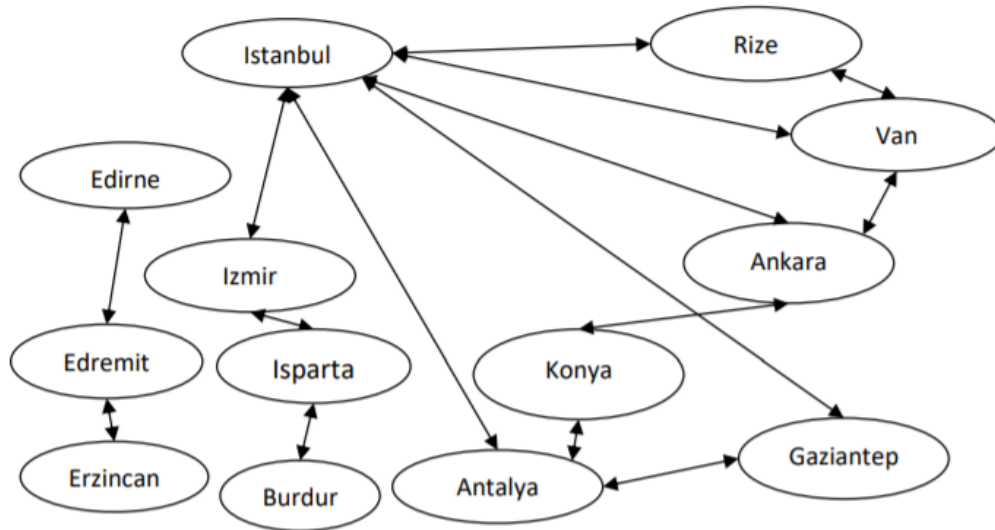 Istanbul
Rize
Van
Edirne
Izmir
Ankara
Edremit
Isparta
Konya
Erzincan
Burdur
Antalya
Gaziantep